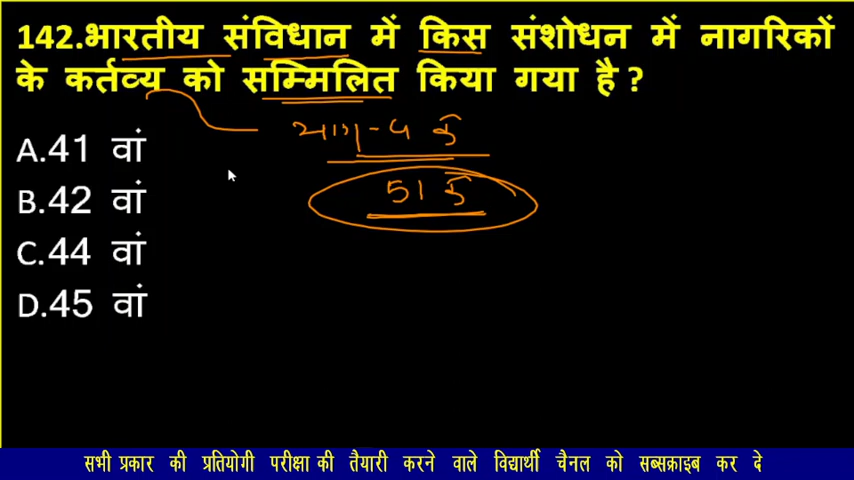 142.भारतीय संविधान में किस संशोधन में नागरिकों
के कर्तव्य को सम्मिलित किया गया है ?
भाग - 4 क
A.41 वां
51 क
B.42 वां
C.44 वां
D.45 वां
सभी प्रकार की प्रतियोगी परीक्षा की तैयारी करने वाले विद्यार्थी चैनल को सब्सक्राइब कर दे